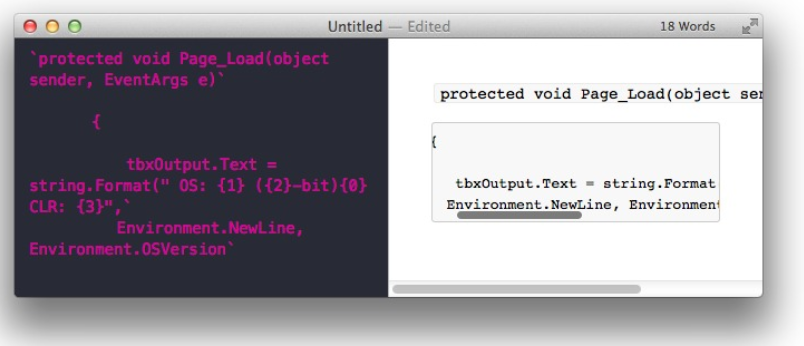 Untitled — Edited
18 Words
`protected void Page_Load(object
sender, EventArgs e)`
{
tbxOutput.Text =
string.Format(" OS: {1} ({2}-bit){0}
CLR: {3}",`
Environment.NewLine,
Environment.OSVersion`
protected void Page_Load(object ser
{
tbxOutput.Text = string.Format
Environment.NewLine, Environment